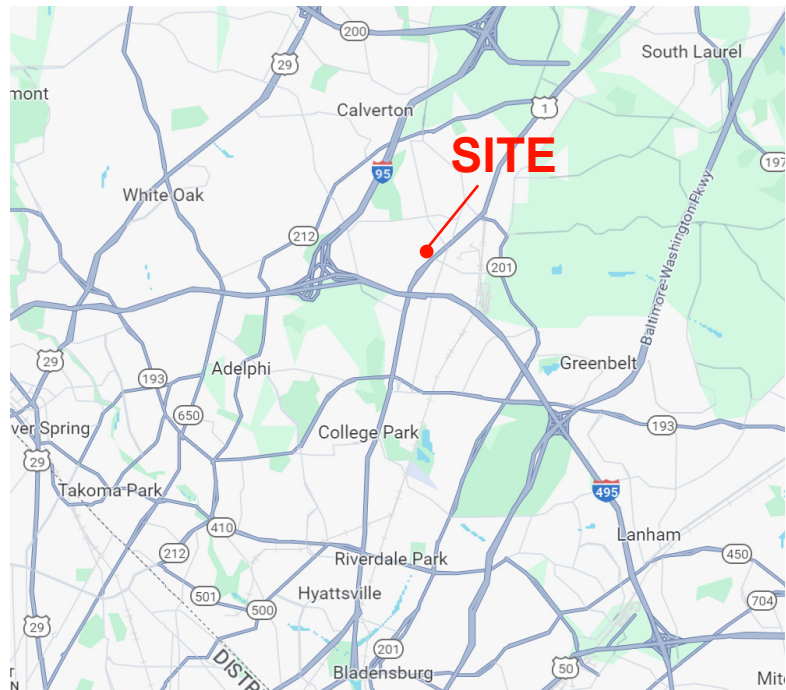 200
South Laurel
29
mont
Calverton
1
SITE
95
197
White Oak
212
201
Baltimore-Washington Pkwy
29
Greenbelt
193
Adelphi
650
ver Spring
College Park
193
29
495
Takoma Park
410
Lanham
212
Riverdale Park
450
501
500
Hyattsville
704
29
201
DISTR
50
T
N
Bladensburg
Mit